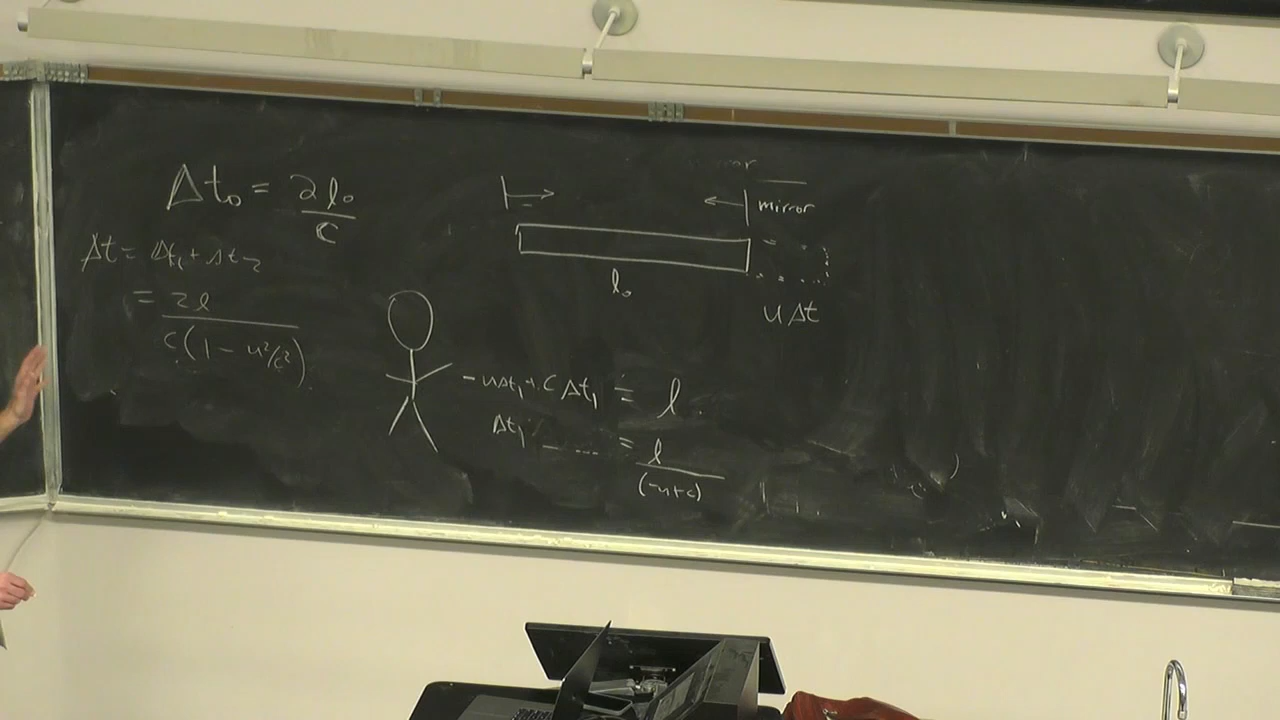 Δt₀ = 2l₀/c
Δt = Δt₁ + Δt₂
= 2l / c(1 - u²/c²)
mirror
l₀
uΔt
-uΔt₁ + cΔt₁ = l
Δt₁ = l / (-u+c)